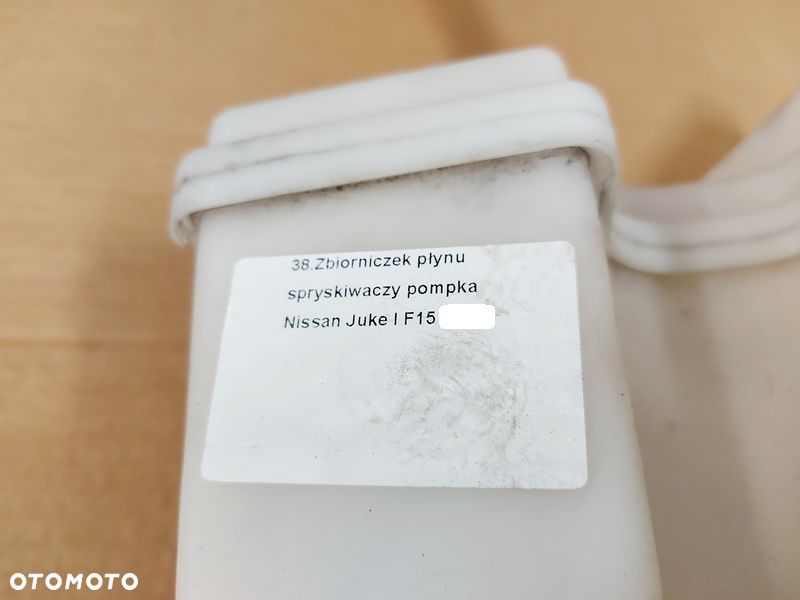 38.Zbiorniczek płynu
spryskiwaczy pompka
Nissan Juke I F15
OTOMOTO